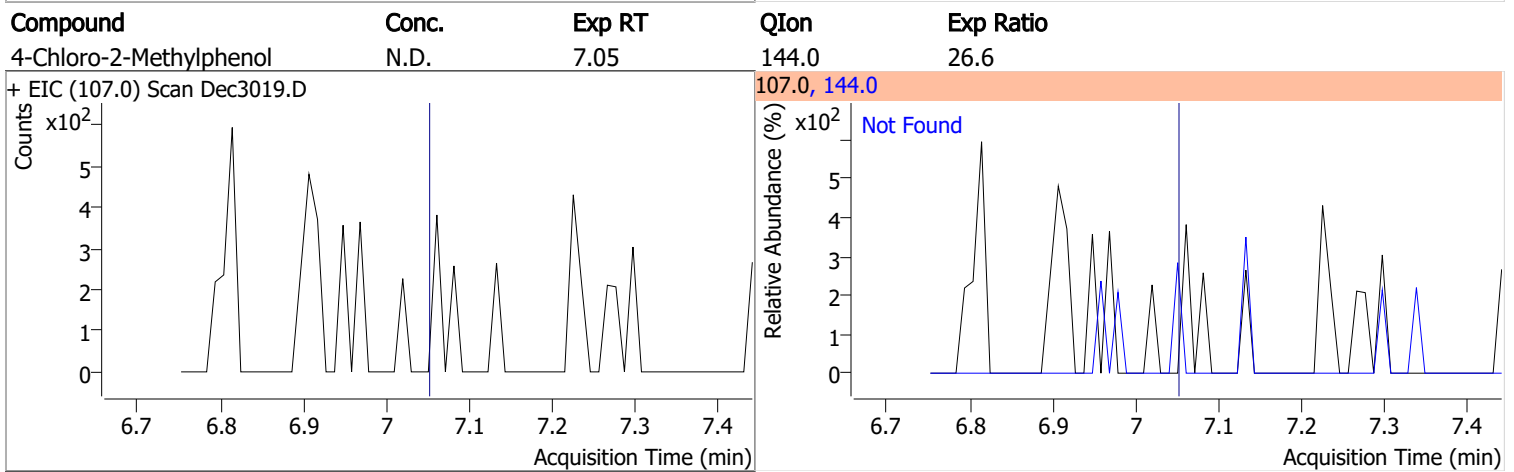 Compound Conc. Exp RT QIon Exp Ratio
4-Chloro-2-Methylphenol N.D. 7.05 144.0 26.6
+ EIC (107.0) Scan Dec3019.D
Counts
x10²
5
4
3
2
1
0
6.7 6.8 6.9 7 7.1 7.2 7.3 7.4
Acquisition Time (min)
107.0, 144.0
Relative Abundance (%)
x10²
Not Found
5
4
3
2
1
0
6.7 6.8 6.9 7 7.1 7.2 7.3 7.4
Acquisition Time (min)